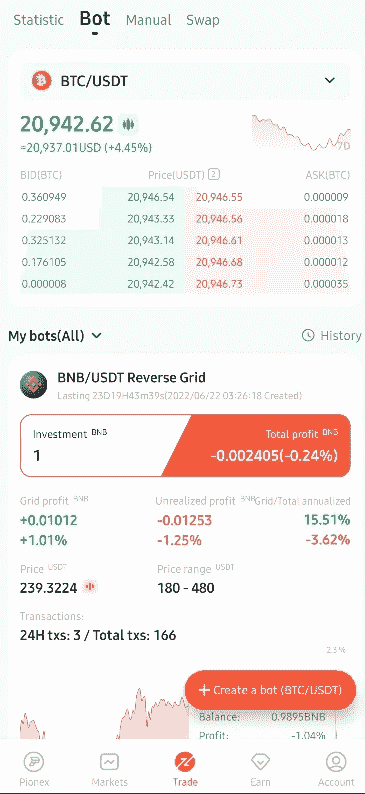 Statistic Bot Manual Swap
BTC/USDT
20,942.62
≈20,937.01USD (+4.45%)
7D
BID(BTC) Price(USDT) 2 ASK(BTC)
0.360949 20,946.54 20,946.55 0.000009
0.229083 20,943.33 20,946.56 0.000018
0.325132 20,943.14 20,946.61 0.000013
0.176105 20,942.58 20,946.68 0.000012
0.000008 20,942.42 20,946.73 0.000035
My bots(All) History
BNB/USDT Reverse Grid
Lasting 23D19H43m39s(2022/06/22 03:26:18 Created)
Investment BNB Total profit BNB
1 -0.002405(-0.24%)
Grid profit BNB Unrealized profit BNB Grid/Total annualized
+0.01012 -0.01253 15.51%
+1.01% -1.25% -3.62%
Price USDT Price range USDT
239.3224 180 - 480
Transactions:
24H txs: 3 / Total txs: 166
2.3 %
+ Create a bot (BTC/USDT)
Balance: 0.9895BNB
Profit: -1.04%
Pionex Markets Trade Earn Account